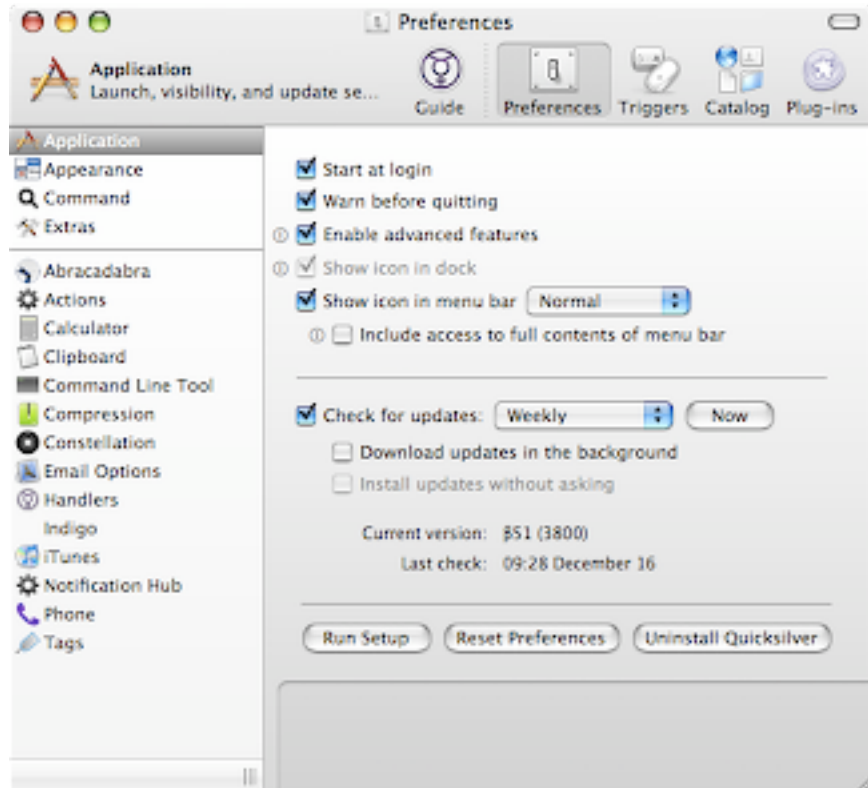 Preferences
Application
Launch, visibility, and update se...
Guide
Preferences
Triggers
Catalog
Plug-ins
Application
Appearance
Command
Extras
Abracadabra
Actions
Calculator
Clipboard
Command Line Tool
Compression
Constellation
Email Options
Handlers
Indigo
iTunes
Notification Hub
Phone
Tags
Start at login
Warn before quitting
Enable advanced features
Show icon in dock
Show icon in menu bar Normal
Include access to full contents of menu bar
Check for updates: Weekly Now
Download updates in the background
Install updates without asking
Current version: β51 (3800)
Last check: 09:28 December 16
Run Setup Reset Preferences Uninstall Quicksilver